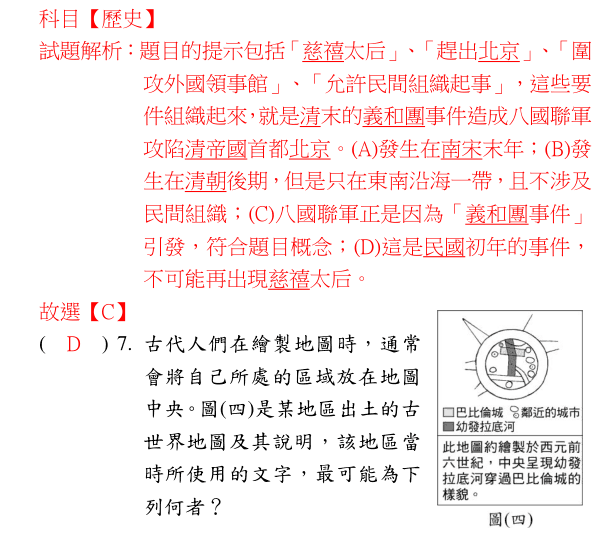 科目【歷史】
試題解析：題目的提示包括「慈禧太后」、「趕出北京」、「圍
攻外國領事館」、「允許民間組織起事」，這些要
件組織起來，就是清末的義和團事件造成八國聯軍
攻陷清帝國首都北京。(A)發生在南宋末年；(B)發
生在清朝後期，但是只在東南沿海一帶，且不涉及
民間組織；(C)八國聯軍正是因為「義和團事件」
引發，符合題目概念；(D)這是民國初年的事件，
不可能再出現慈禧太后。
故選【C】
( D ) 7. 古代人們在繪製地圖時，通常
會將自己所處的區域放在地圖
中央。圖(四)是某地區出土的古
世界地圖及其說明，該地區當
時所使用的文字，最可能為下
列何者？
巴比倫城 鄰近的城市
幼發拉底河
此地圖約繪製於西元前
六世紀，中央呈現幼發
拉底河穿過巴比倫城的
樣貌。
圖(四)